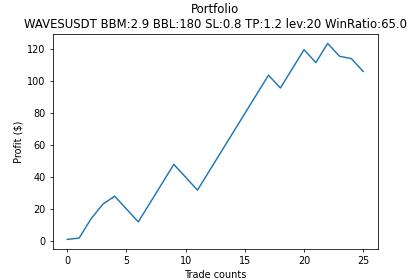 Portfolio
WAVESUSDT BBM:2.9 BBL:180 SL:0.8 TP:1.2 lev:20 WinRatio:65.0
120
100
80
60
40
20
0
Profit ($)
0 5 10 15 20 25
Trade counts